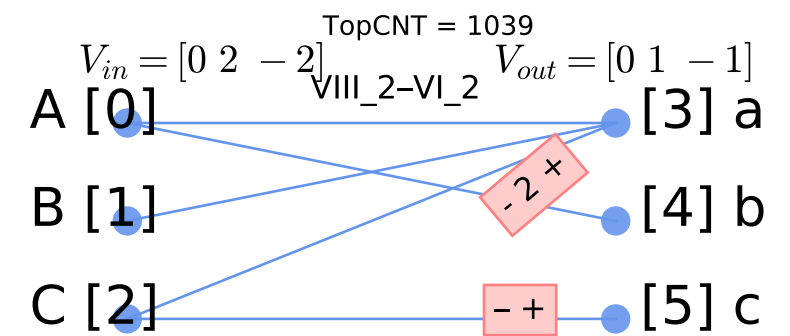 TopCNT = 1039
V_in = [0 2 − 2] V_out = [0 1 − 1]
VIII_2–VI_2
A [0] [3] a
- 2 +
B [1] [4] b
C [2] – + [5] c